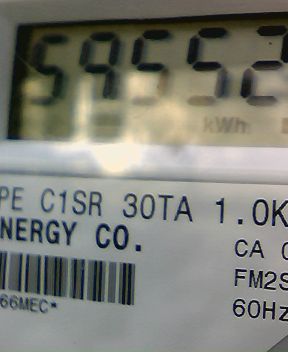 59552
kWh
PE C1SR 30TA 1.0K
NERGY CO.
CA
FM2S
66MEC*
60Hz